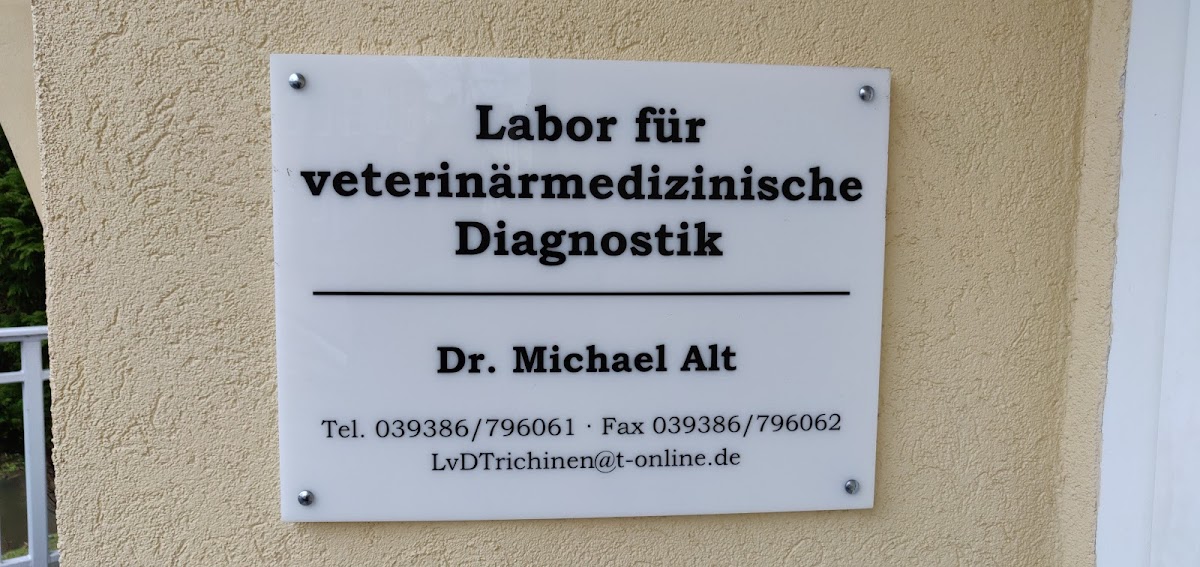 Labor für
veterinärmedizinische
Diagnostik
Dr. Michael Alt
Tel. 039386/796061 · Fax 039386/796062
LvDTrichinen@t-online.de